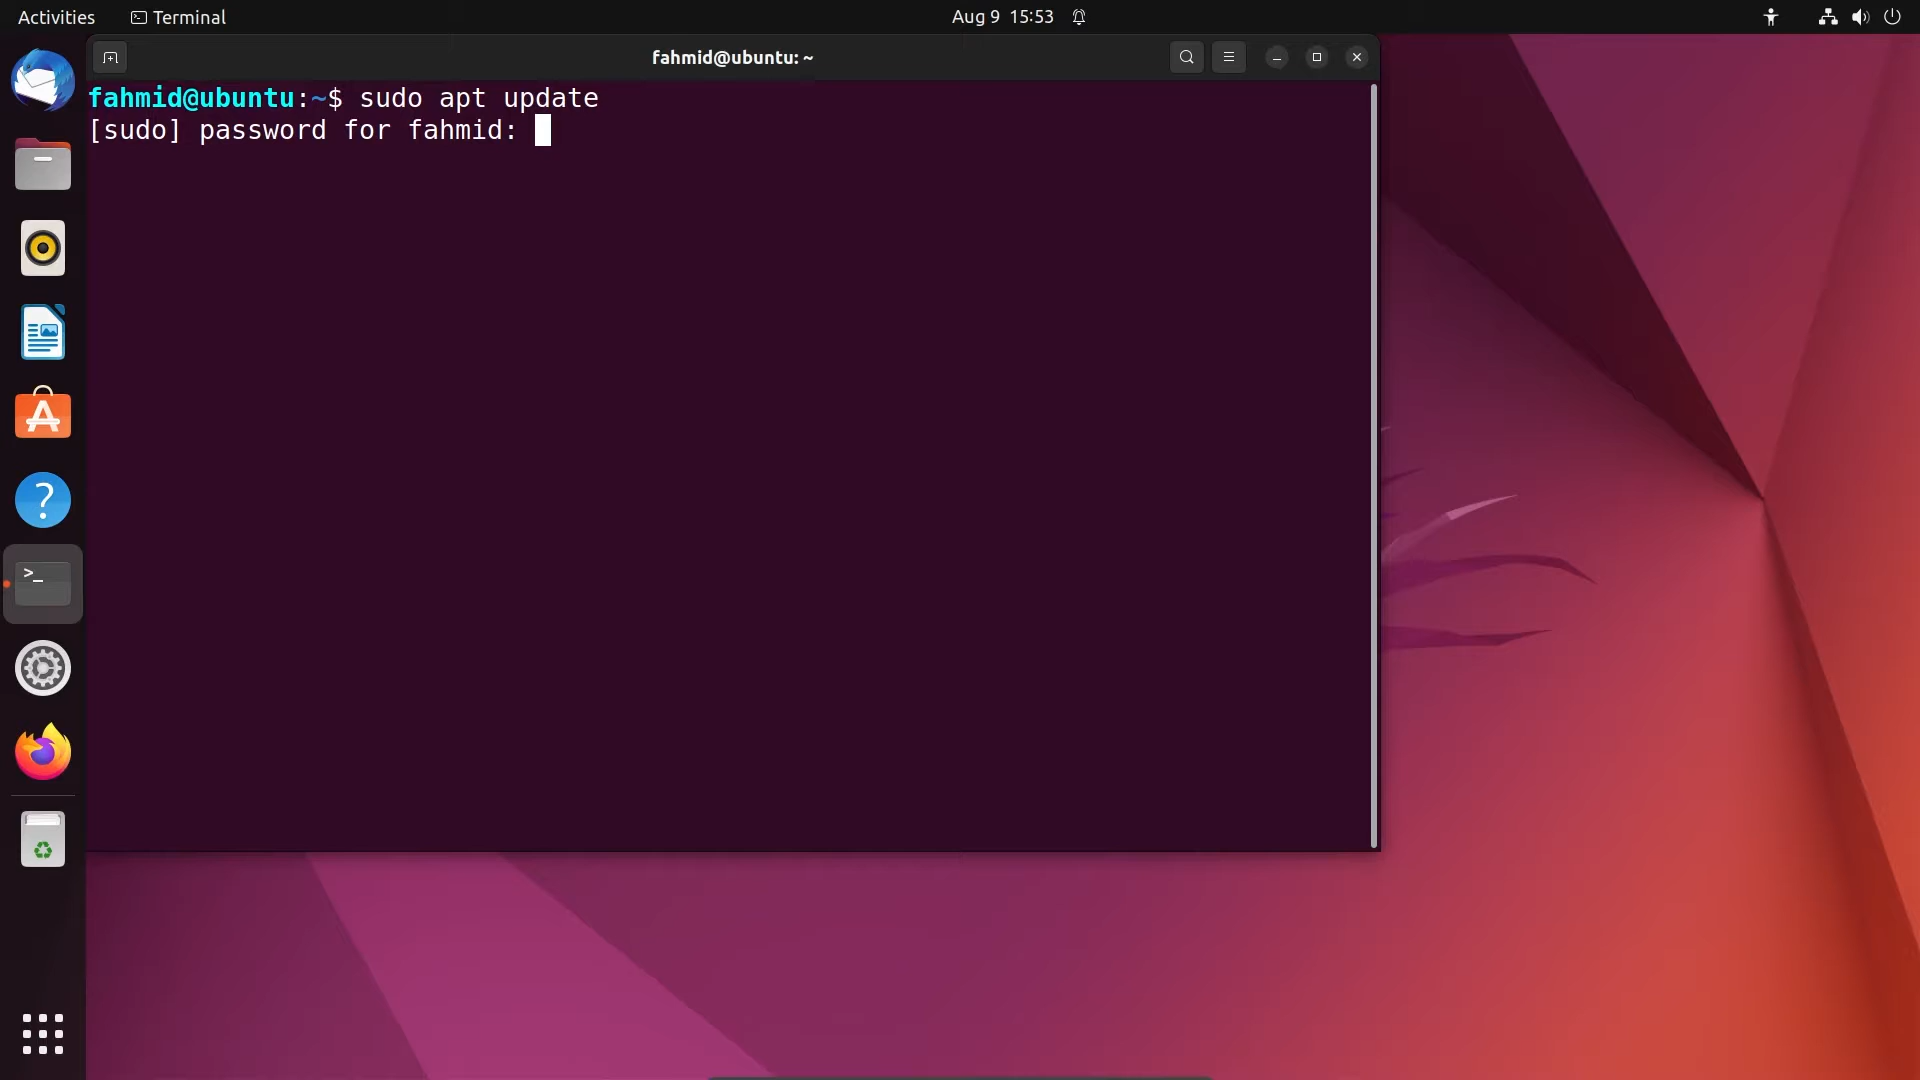 Activities Terminal Aug 9 15:53
fahmid@ubuntu: ~
fahmid@ubuntu:~$ sudo apt update
[sudo] password for fahmid: